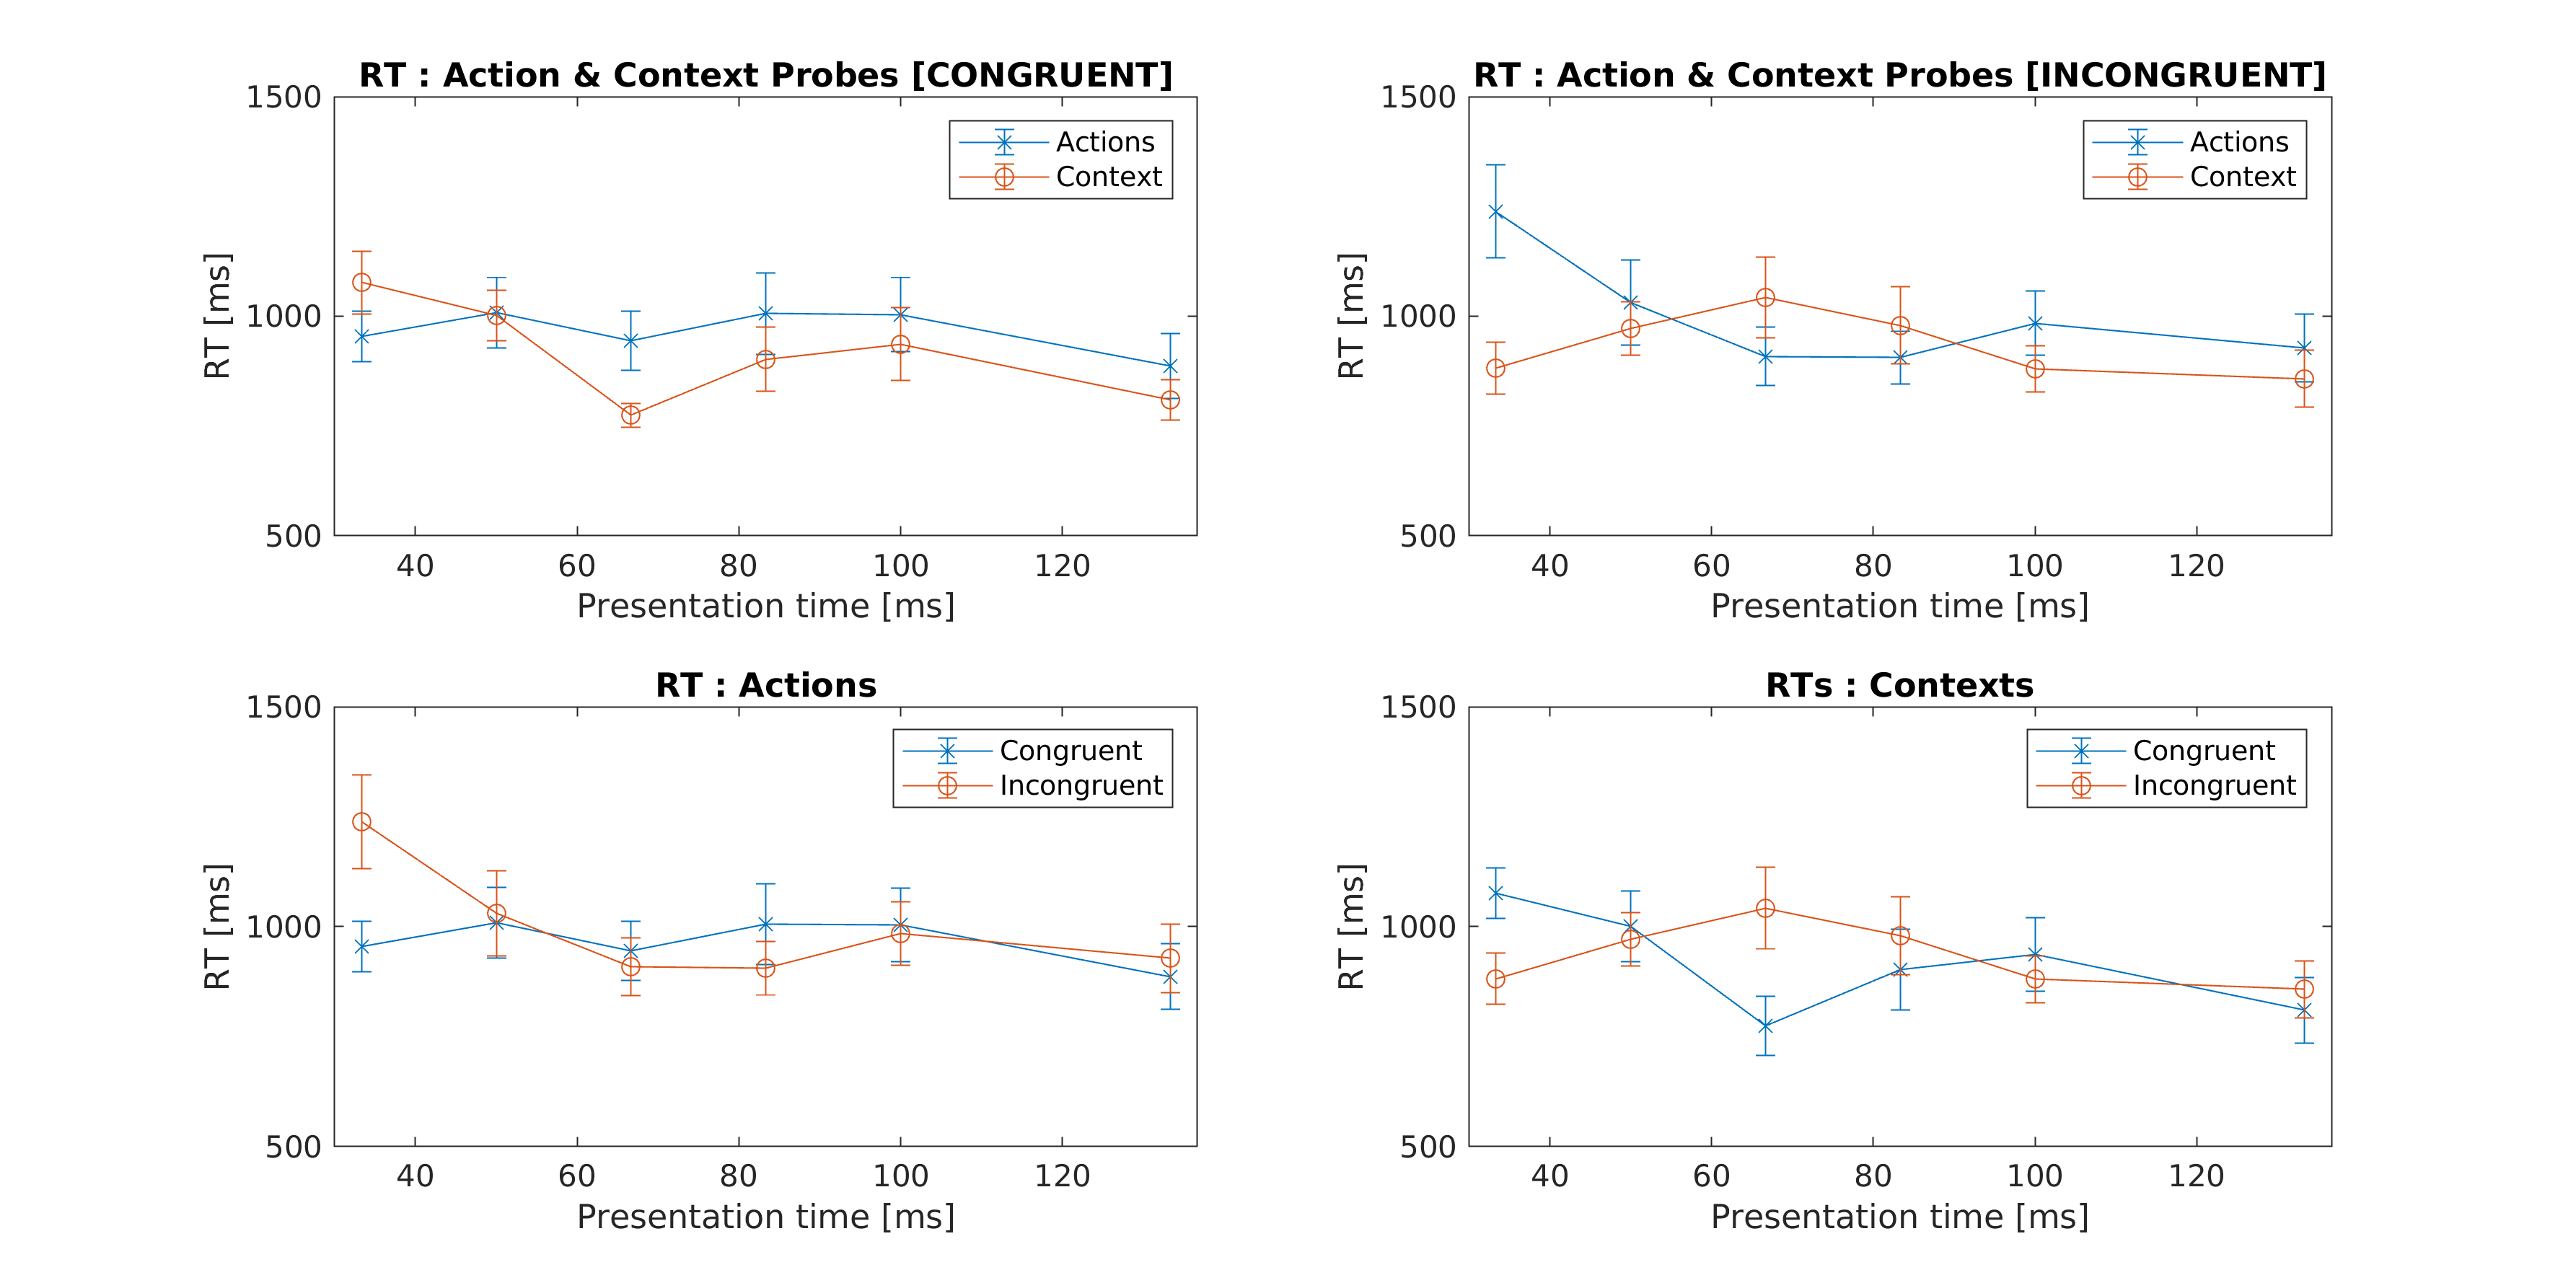 RT : Action & Context Probes [CONGRUENT]
1500
1000
500
RT [ms]
Actions
Context
40 60 80 100 120
Presentation time [ms]
RT : Action & Context Probes [INCONGRUENT]
1500
1000
500
RT [ms]
Actions
Context
40 60 80 100 120
Presentation time [ms]
RT : Actions
1500
1000
500
RT [ms]
Congruent
Incongruent
40 60 80 100 120
Presentation time [ms]
RTs : Contexts
1500
1000
500
RT [ms]
Congruent
Incongruent
40 60 80 100 120
Presentation time [ms]